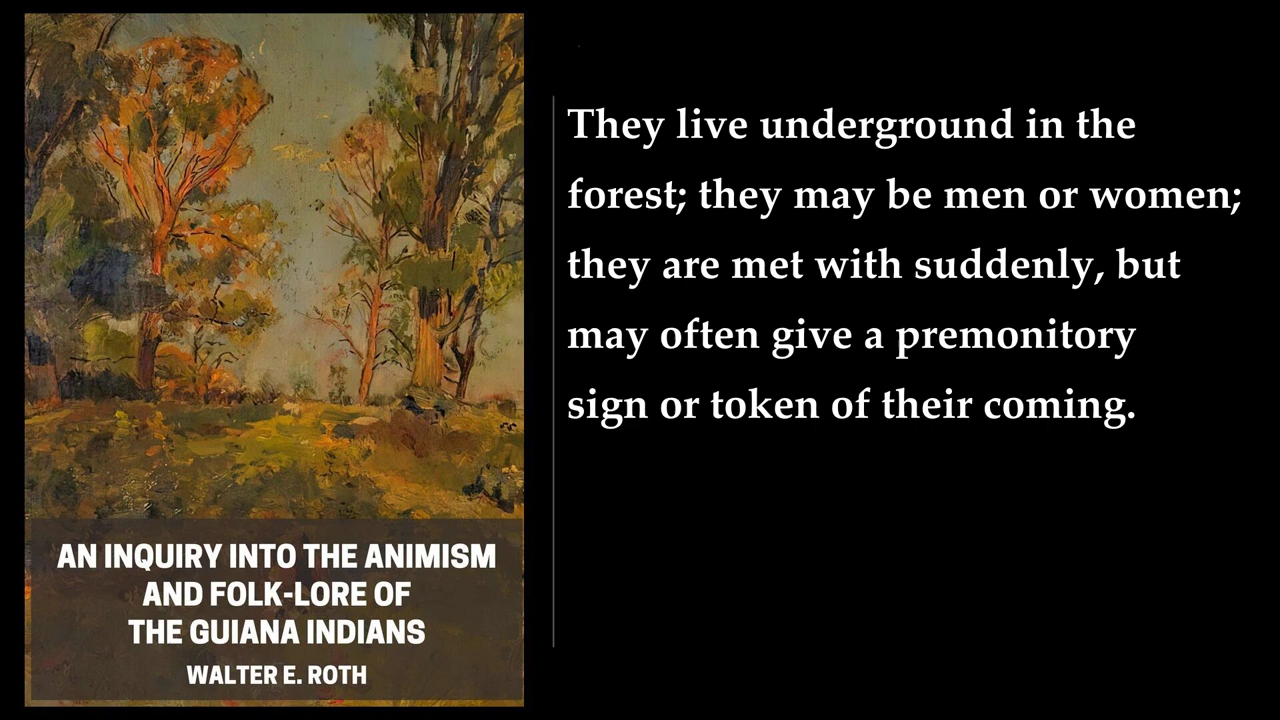 They live underground in the
forest; they may be men or women;
they are met with suddenly, but
may often give a premonitory
sign or token of their coming.
AN INQUIRY INTO THE ANIMISM
AND FOLK-LORE OF
THE GUIANA INDIANS
WALTER E. ROTH